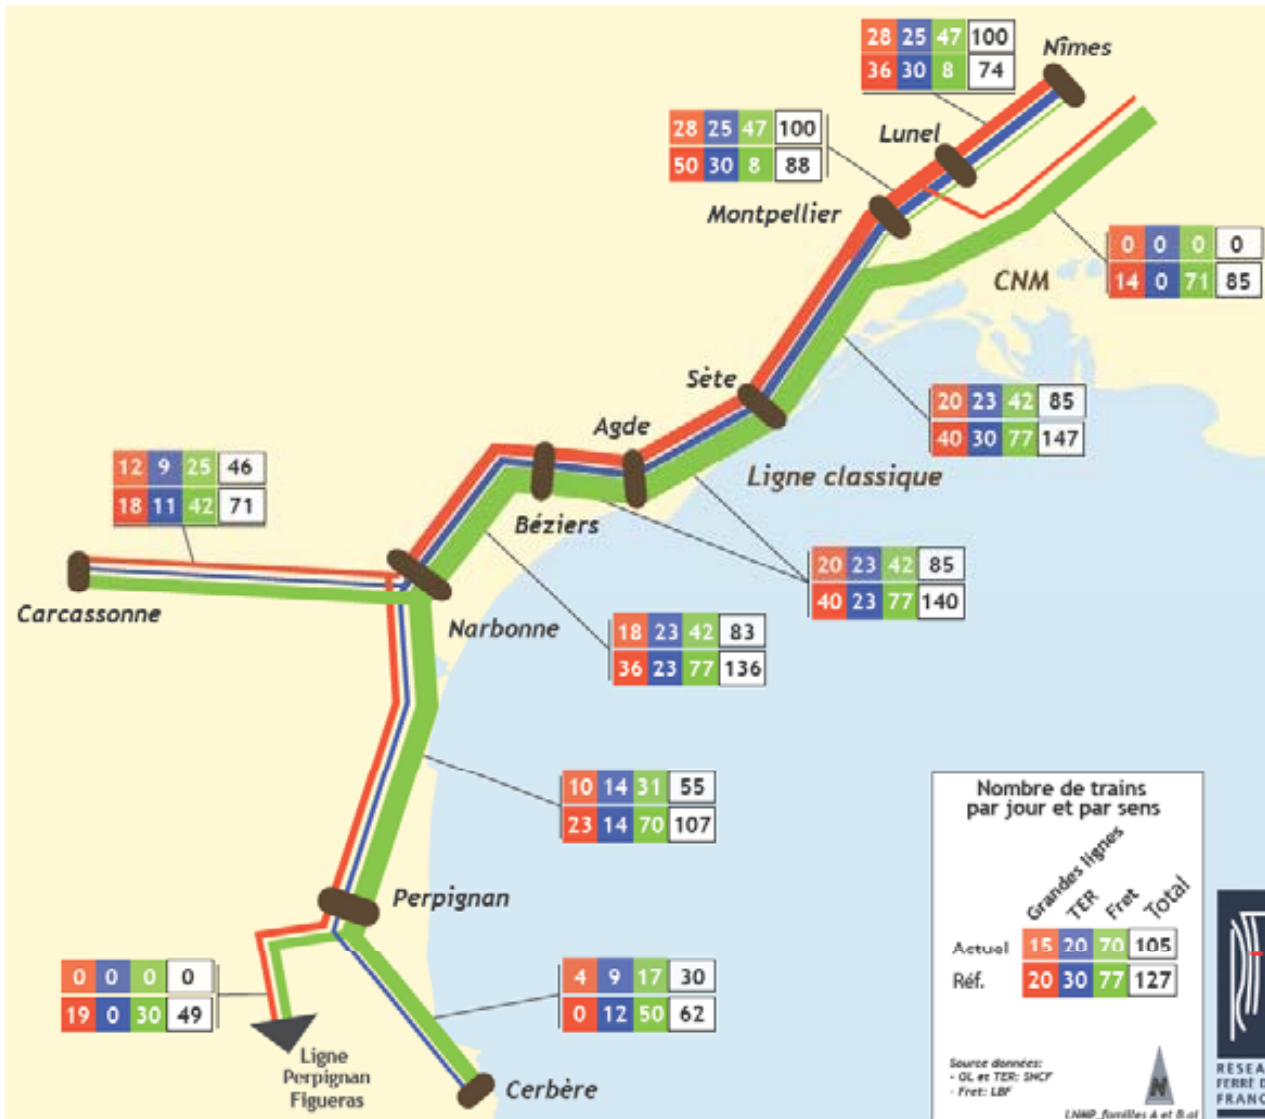 28 25 47 100
36 30 8 74
Nîmes
28 25 47 100
50 30 8 88
Lunel
Montpellier
0 0 0 0
14 0 71 85
CNM
Sète
20 23 42 85
40 30 77 147
Agde
12 9 25 46
18 11 42 71
Ligne classique
Béziers
20 23 42 85
40 23 77 140
Carcassonne
Narbonne
18 23 42 83
36 23 77 136
10 14 31 55
23 14 70 107
Perpignan
0 0 0 0
19 0 30 49
4 9 17 30
0 12 50 62
Ligne
Perpignan
Figueras
Cerbère
Nombre de trains
par jour et par sens
Grandes lignes
TER
Fret
Total
Actuel 15 20 70 105
Réf. 20 30 77 127
Source données:
- GL et TER: SNCF
- Fret: LBF
N
LNMP_familles A et B.ai
RESEA
FERRÉ D
FRANC